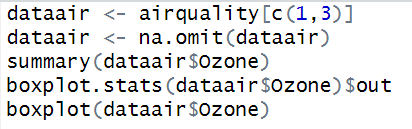 dataair <- airquality[c(1,3)]
dataair <- na.omit(dataair)
summary(dataair$Ozone)
boxplot.stats(dataair$Ozone)$out
boxplot(dataair$Ozone)